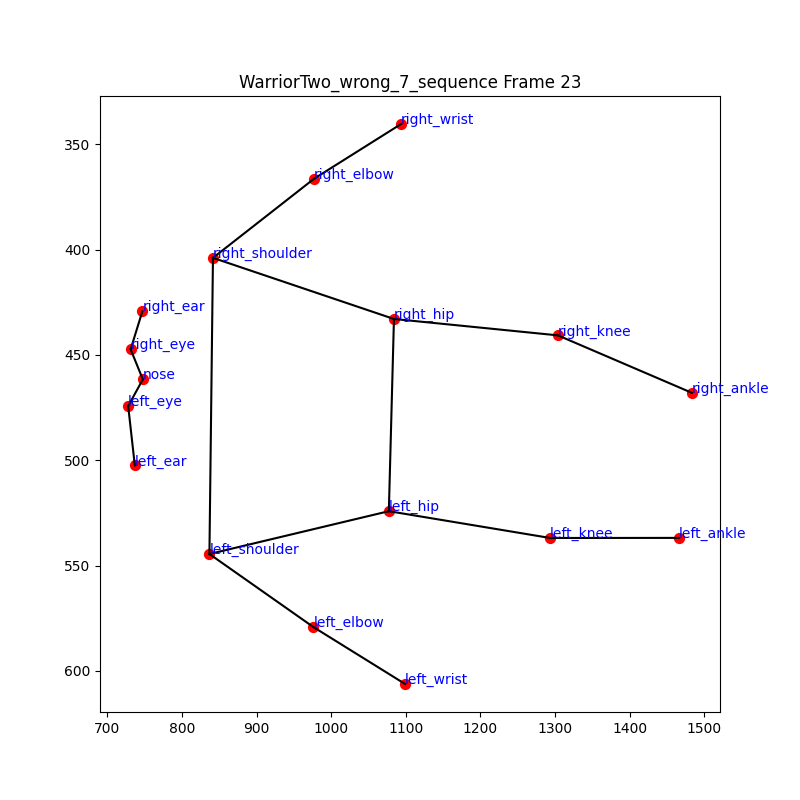 WarriorTwo_wrong_7_sequence Frame 23
right_wrist
right_elbow
right_shoulder
right_ear
right_hip
right_knee
right_eye
nose
right_ankle
left_eye
left_ear
left_hip
left_shoulder
left_knee
left_ankle
left_elbow
left_wrist
350
400
450
500
550
600
700 800 900 1000 1100 1200 1300 1400 1500